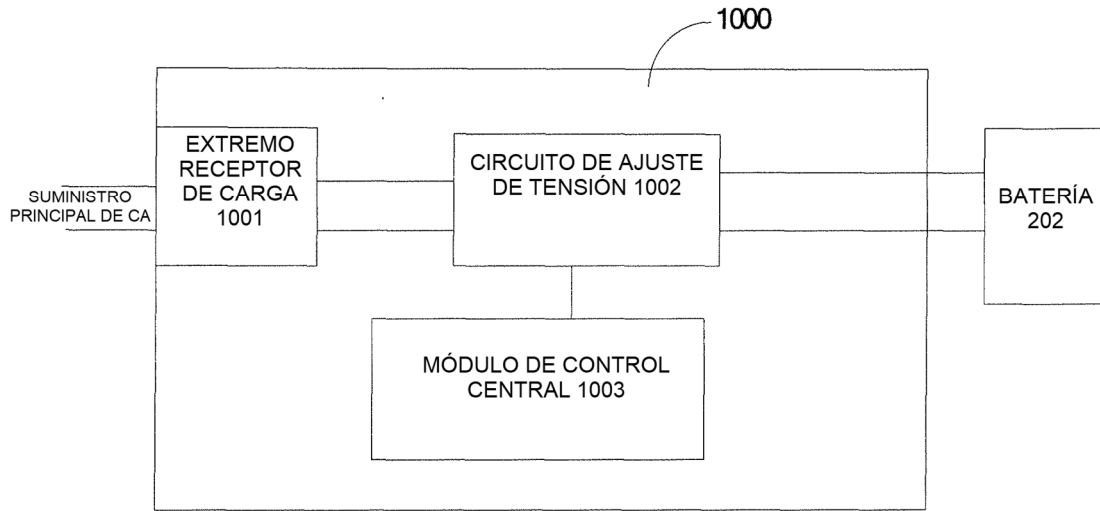 1000
EXTREMO
RECEPTOR
DE CARGA
1001
CIRCUITO DE AJUSTE
DE TENSIÓN 1002
SUMINISTRO
PRINCIPAL DE CA
BATERÍA
202
MÓDULO DE CONTROL
CENTRAL 1003